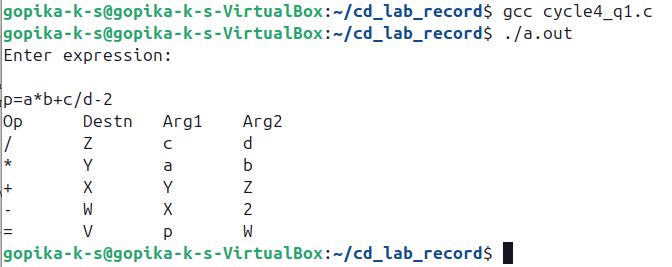 gopika-k-s@gopika-k-s-VirtualBox:~/cd_lab_record$ gcc cycle4_q1.c
gopika-k-s@gopika-k-s-VirtualBox:~/cd_lab_record$ ./a.out
Enter expression:
p=a*b+c/d-2
Op Destn Arg1 Arg2
/ Z c d
* Y a b
+ X Y Z
- W X 2
= V p W
gopika-k-s@gopika-k-s-VirtualBox:~/cd_lab_record$